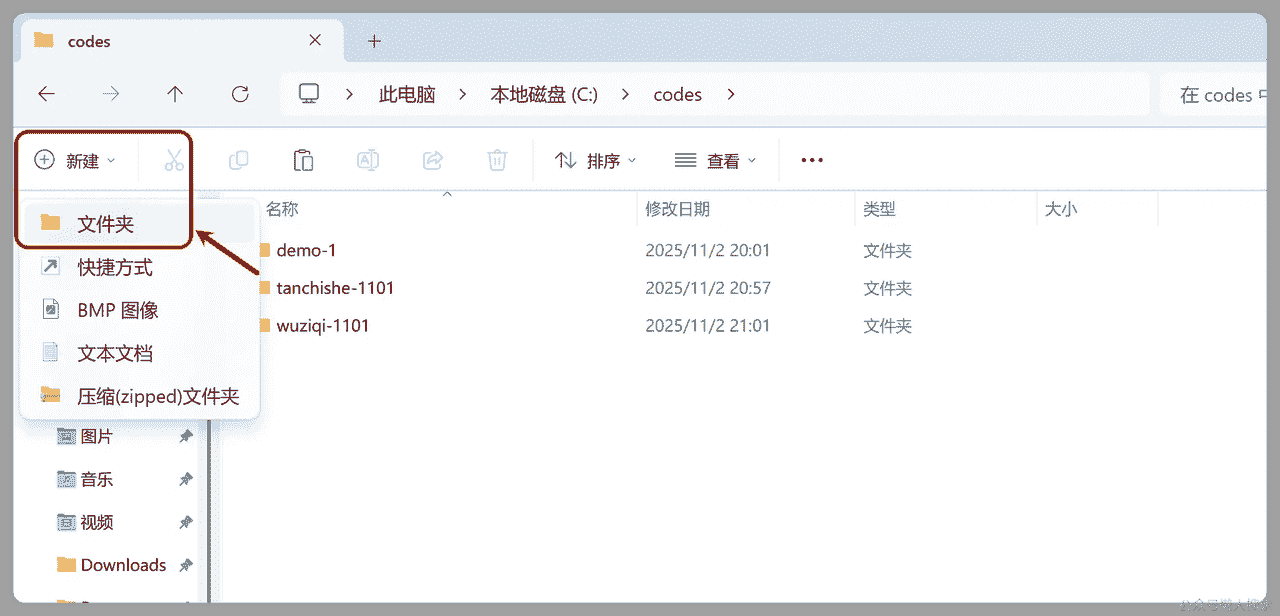 codes
此电脑 本地磁盘 (C:) codes
在 codes 中
新建 排序 查看
名称 修改日期 类型 大小
文件夹
快捷方式
BMP 图像
文本文档
压缩(zipped)文件夹
demo-1 2025/11/2 20:01 文件夹
tanchishe-1101 2025/11/2 20:57 文件夹
wuziqi-1101 2025/11/2 21:01 文件夹
图片
音乐
视频
Downloads